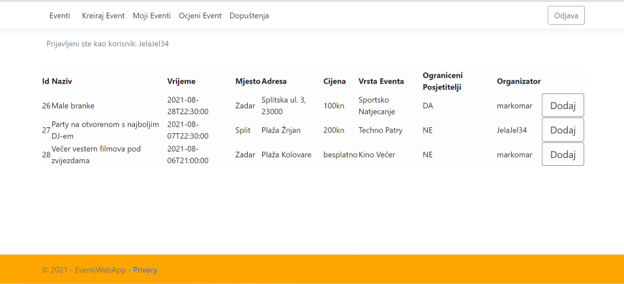 Eventi Kreiraj Event Moji Eventi Ocjeni Event Dopuštenja Odjava
Prijavljeni ste kao korisnik: JelaJel34
Id Naziv Vrijeme Mjesto Adresa Cijena Vrsta Eventa Ograniceni Posjetitelji Organizator
26 Male branke 2021-08-28T22:30:00 Zadar Splitska ul. 3, 23000 100kn Sportsko Natjecanje DA markomar Dodaj
27 Party na otvorenom s najboljim DJ-em 2021-08-07T22:30:00 Split Plaža Žnjan 200kn Techno Patry NE JelaJel34 Dodaj
28 Večer vestern filmova pod zvijezdama 2021-08-06T21:00:00 Zadar Plaža Kolovare besplatno Kino Večer NE markomar Dodaj
© 2021 - EventiWebApp - Privacy